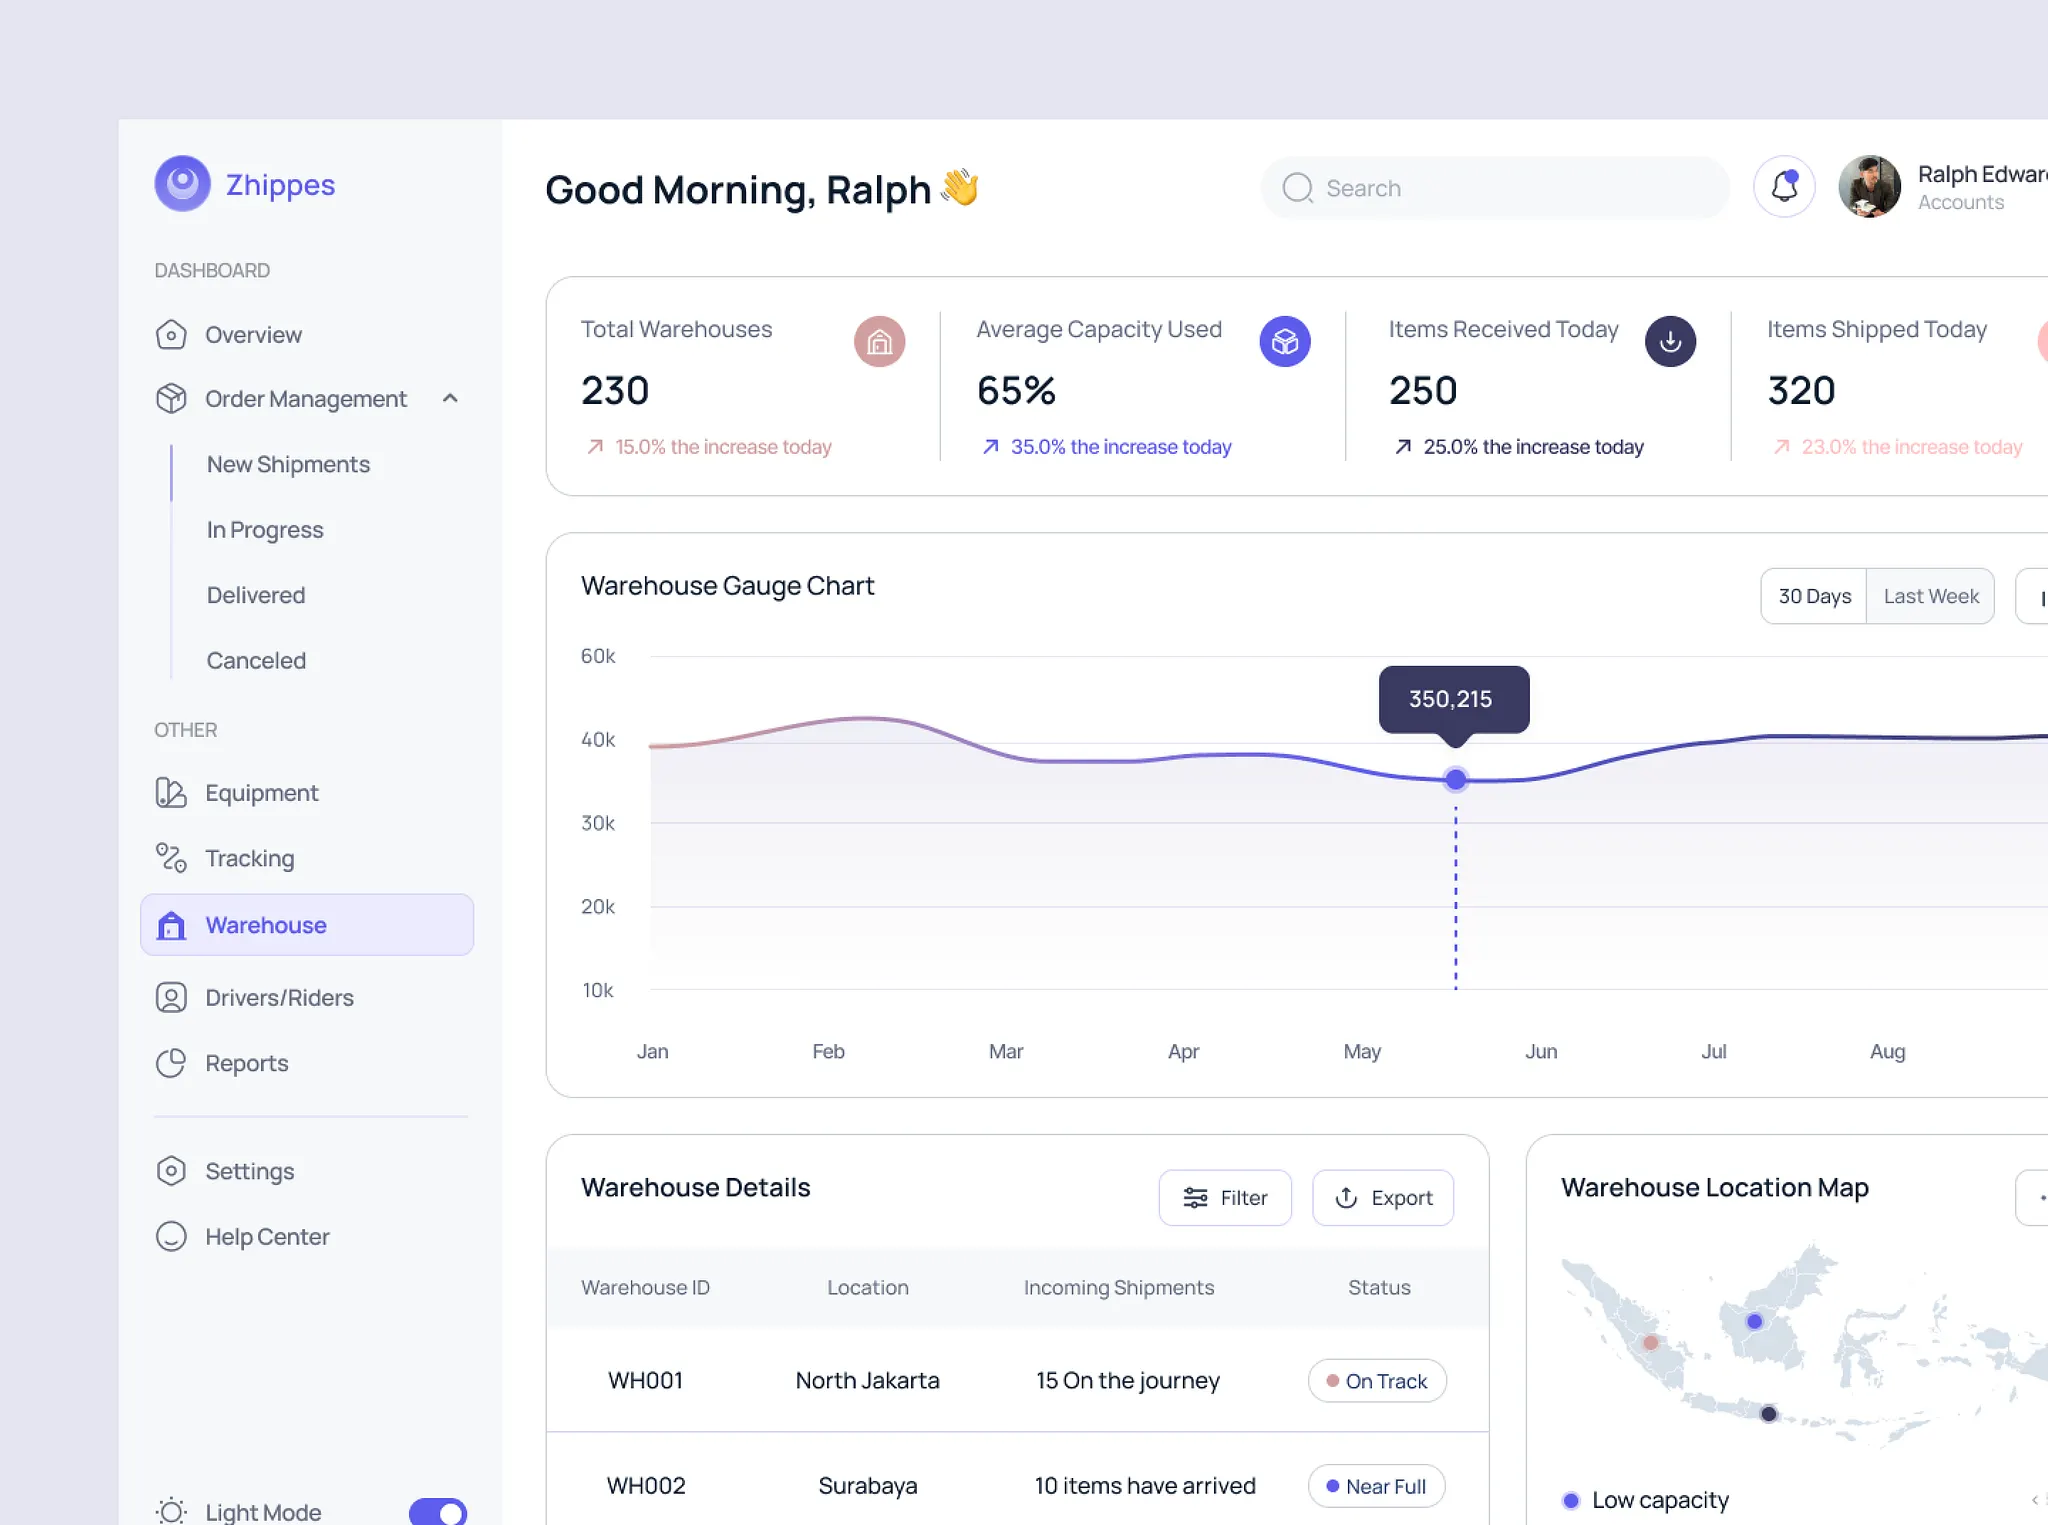 Zhippes
DASHBOARD
Overview
Order Management
New Shipments
In Progress
Delivered
Canceled
OTHER
Equipment
Tracking
Warehouse
Drivers/Riders
Reports
Settings
Help Center
Light Mode
Good Morning, Ralph
Search
Ralph
Accounts
Total Warehouses
230
15.0% the increase today
Average Capacity Used
65%
35.0% the increase today
Items Received Today
250
25.0% the increase today
Items Shipped Today
320
23.0% the increase today
Warehouse Gauge Chart
30 Days
Last Week
60k
40k
30k
20k
10k
350,215
Jan Feb Mar Apr May Jun Jul Aug
Warehouse Details
Filter
Export
Warehouse ID Location Incoming Shipments Status
WH001 North Jakarta 15 On the journey On Track
WH002 Surabaya 10 items have arrived Near Full
Warehouse Location Map
Low capacity